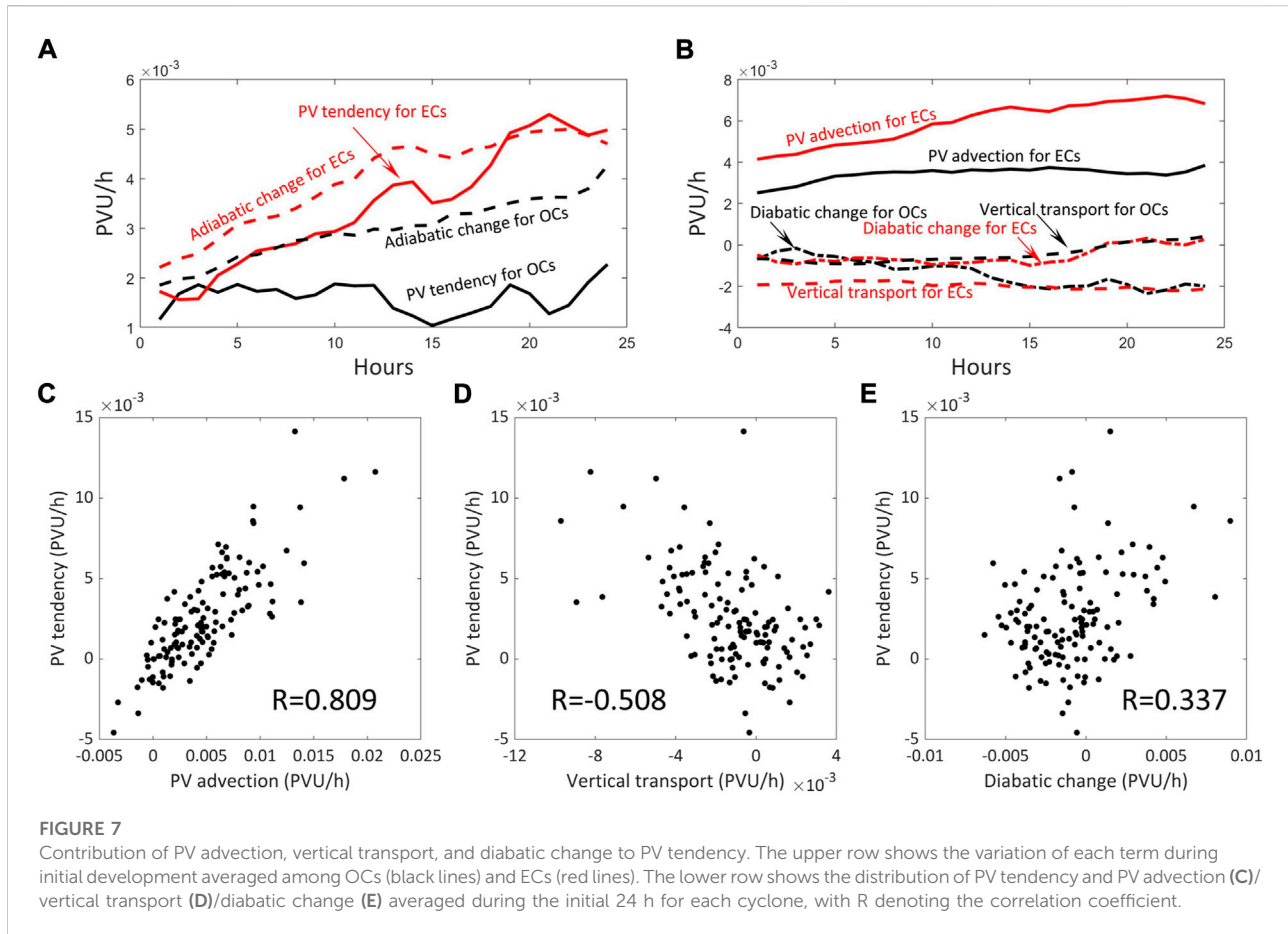 A
×10⁻³
6
5
4
3
2
1
PVU/h
0
5
10
15
20
25
Hours
PV tendency for ECs
Adiabatic change for ECs
Adiabatic change for OCs
PV tendency for OCs
B
×10⁻³
8
6
4
2
0
-2
-4
PVU/h
0
5
10
15
20
25
Hours
PV advection for ECs
PV advection for ECs
Diabatic change for OCs
Vertical transport for OCs
Diabatic change for ECs
Vertical transport for ECs
C
×10⁻³
15
10
5
0
-5
PV tendency (PVU/h)
R=0.809
-0.005
0
0.005
0.01
0.015
0.02
0.025
PV advection (PVU/h)
D
×10⁻³
15
10
5
0
-5
PV tendency (PVU/h)
R=-0.508
-12
-8
-4
0
4
Vertical transport (PVU/h)
×10⁻³
E
×10⁻³
15
10
5
0
-5
PV tendency (PVU/h)
R=0.337
-0.01
-0.005
0
0.005
0.01
Diabatic change (PVU/h)
FIGURE 7
Contribution of PV advection, vertical transport, and diabatic change to PV tendency. The upper row shows the variation of each term during
initial development averaged among OCs (black lines) and ECs (red lines). The lower row shows the distribution of PV tendency and PV advection (C)/
vertical transport (D)/diabatic change (E) averaged during the initial 24 h for each cyclone, with R denoting the correlation coefficient.